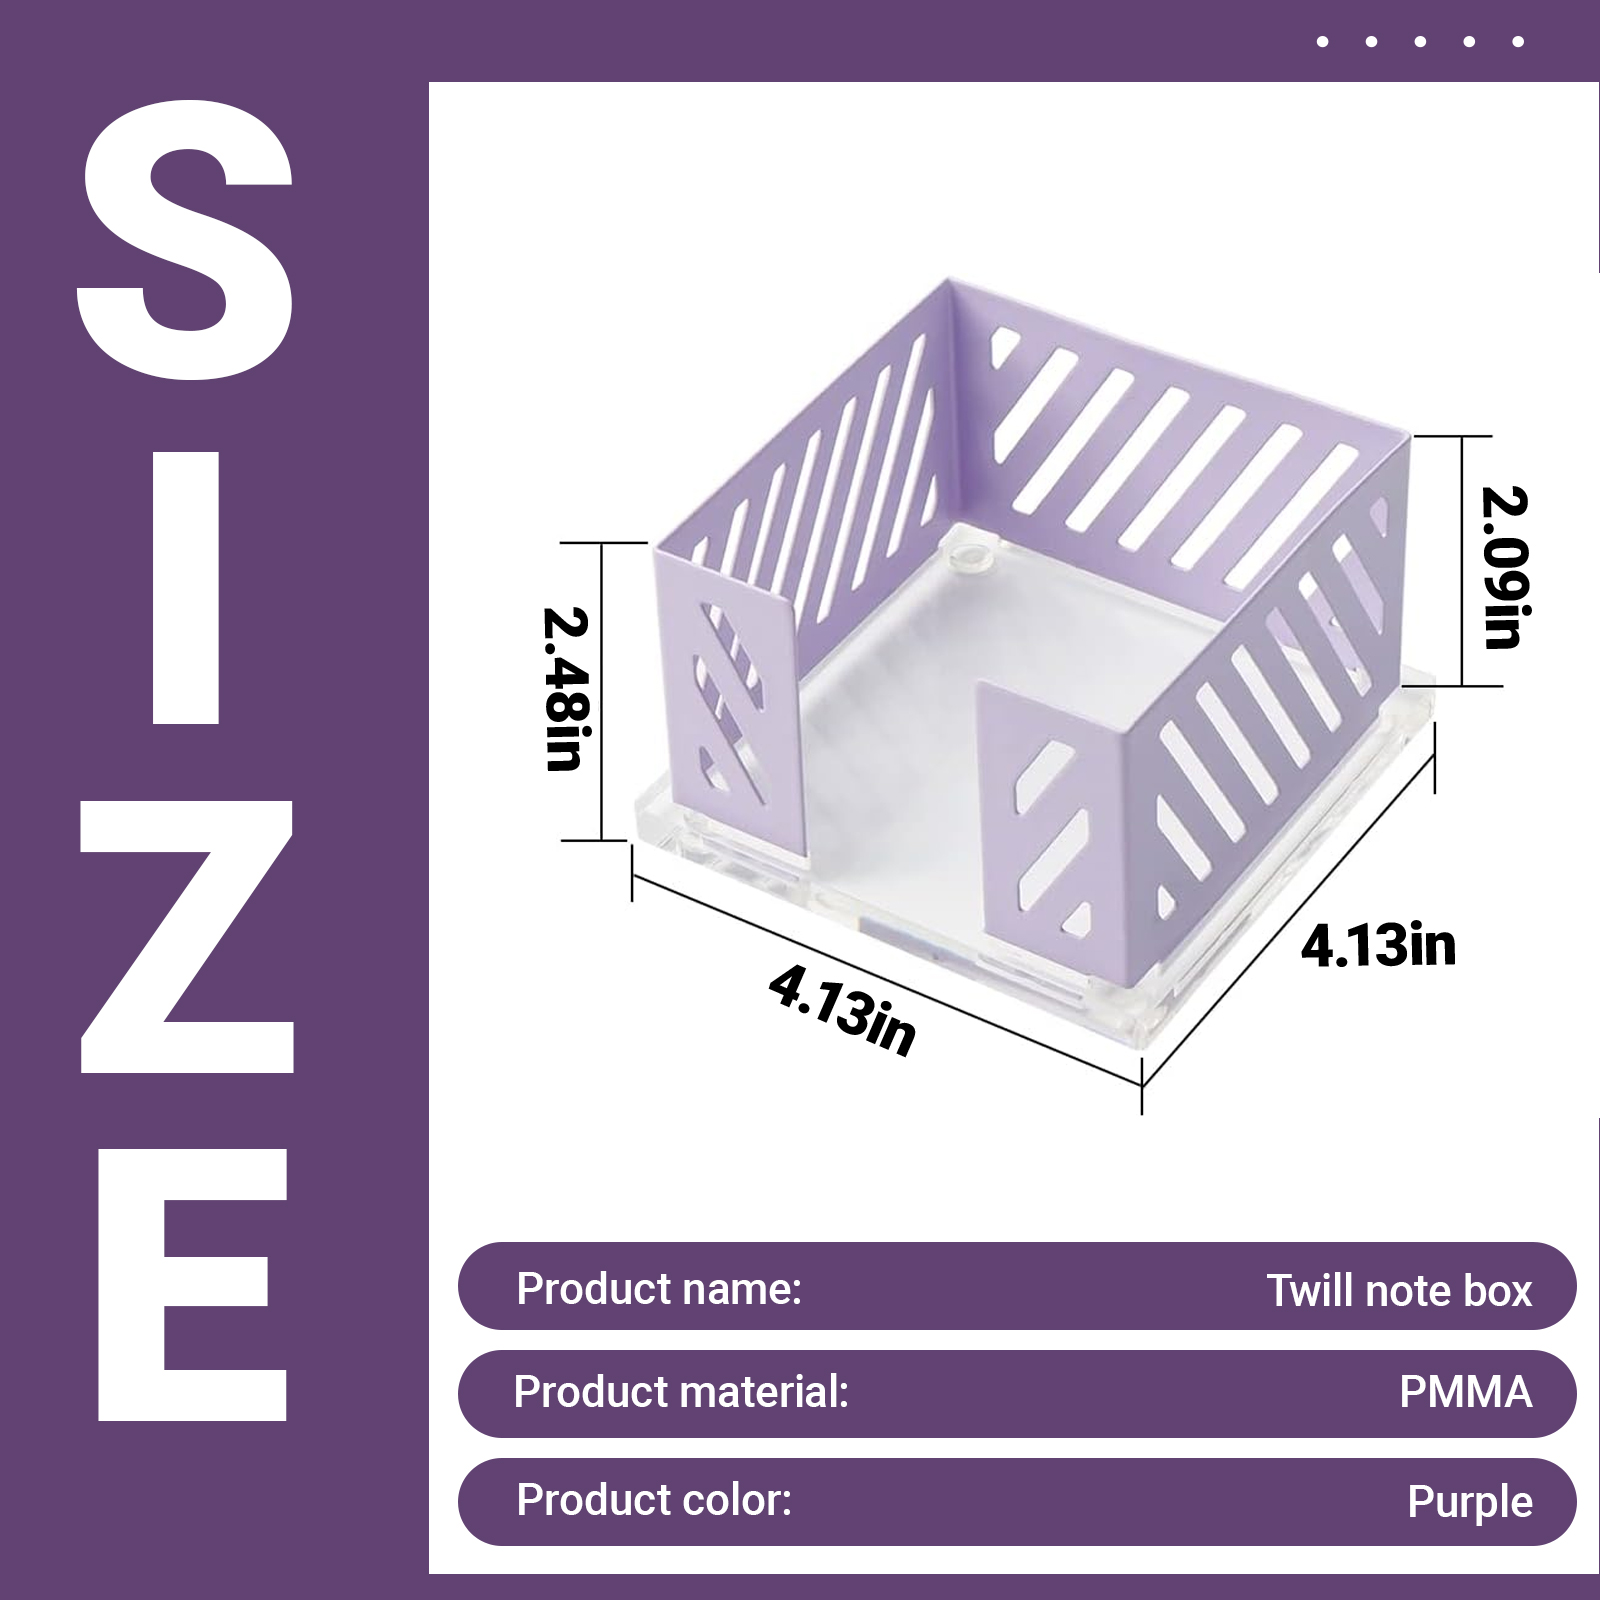 SIZE
2.48in
2.09in
4.13in
4.13in
Product name: Twill note box
Product material: PMMA
Product color: Purple